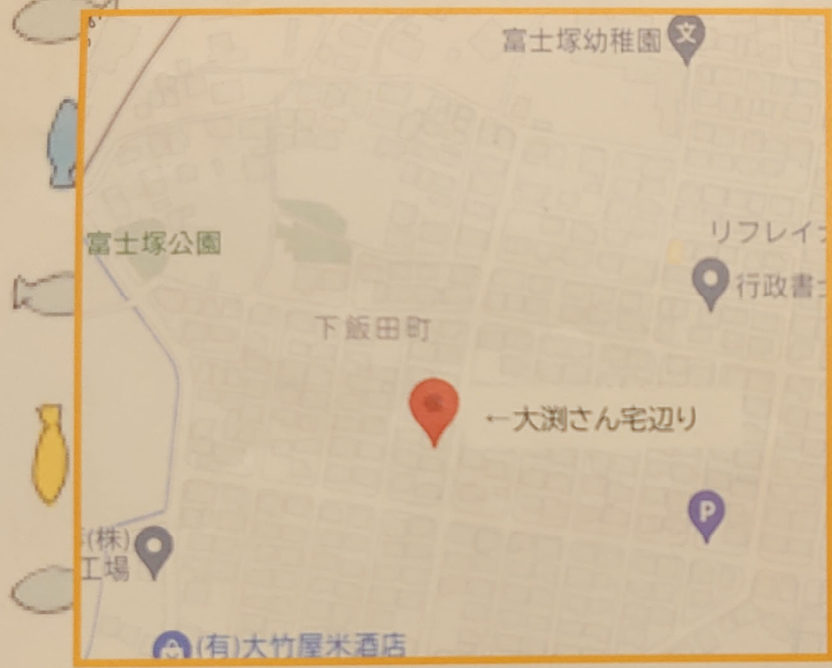 富士塚幼稚園
富士塚公園
リフレイ
行政書
下飯田町
←大渕さん宅辺り
P
(株)
工場
(有)大竹屋米酒店